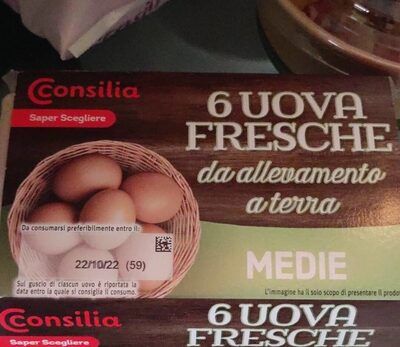 Consilia
Saper Scegliere
6 UOVA
FRESCHE
da allevamento
a terra
Da consumarsi preferibilmente entro il:
22/10/22 (59)
MEDIE
Sul guscio di ciascun uovo è riportata la
data entro la quale si consiglia il consumo.
L'immagine ha il solo scopo di presentare il prodo
Consilia
Saper Scegliere
6 UOVA
FRESCHE